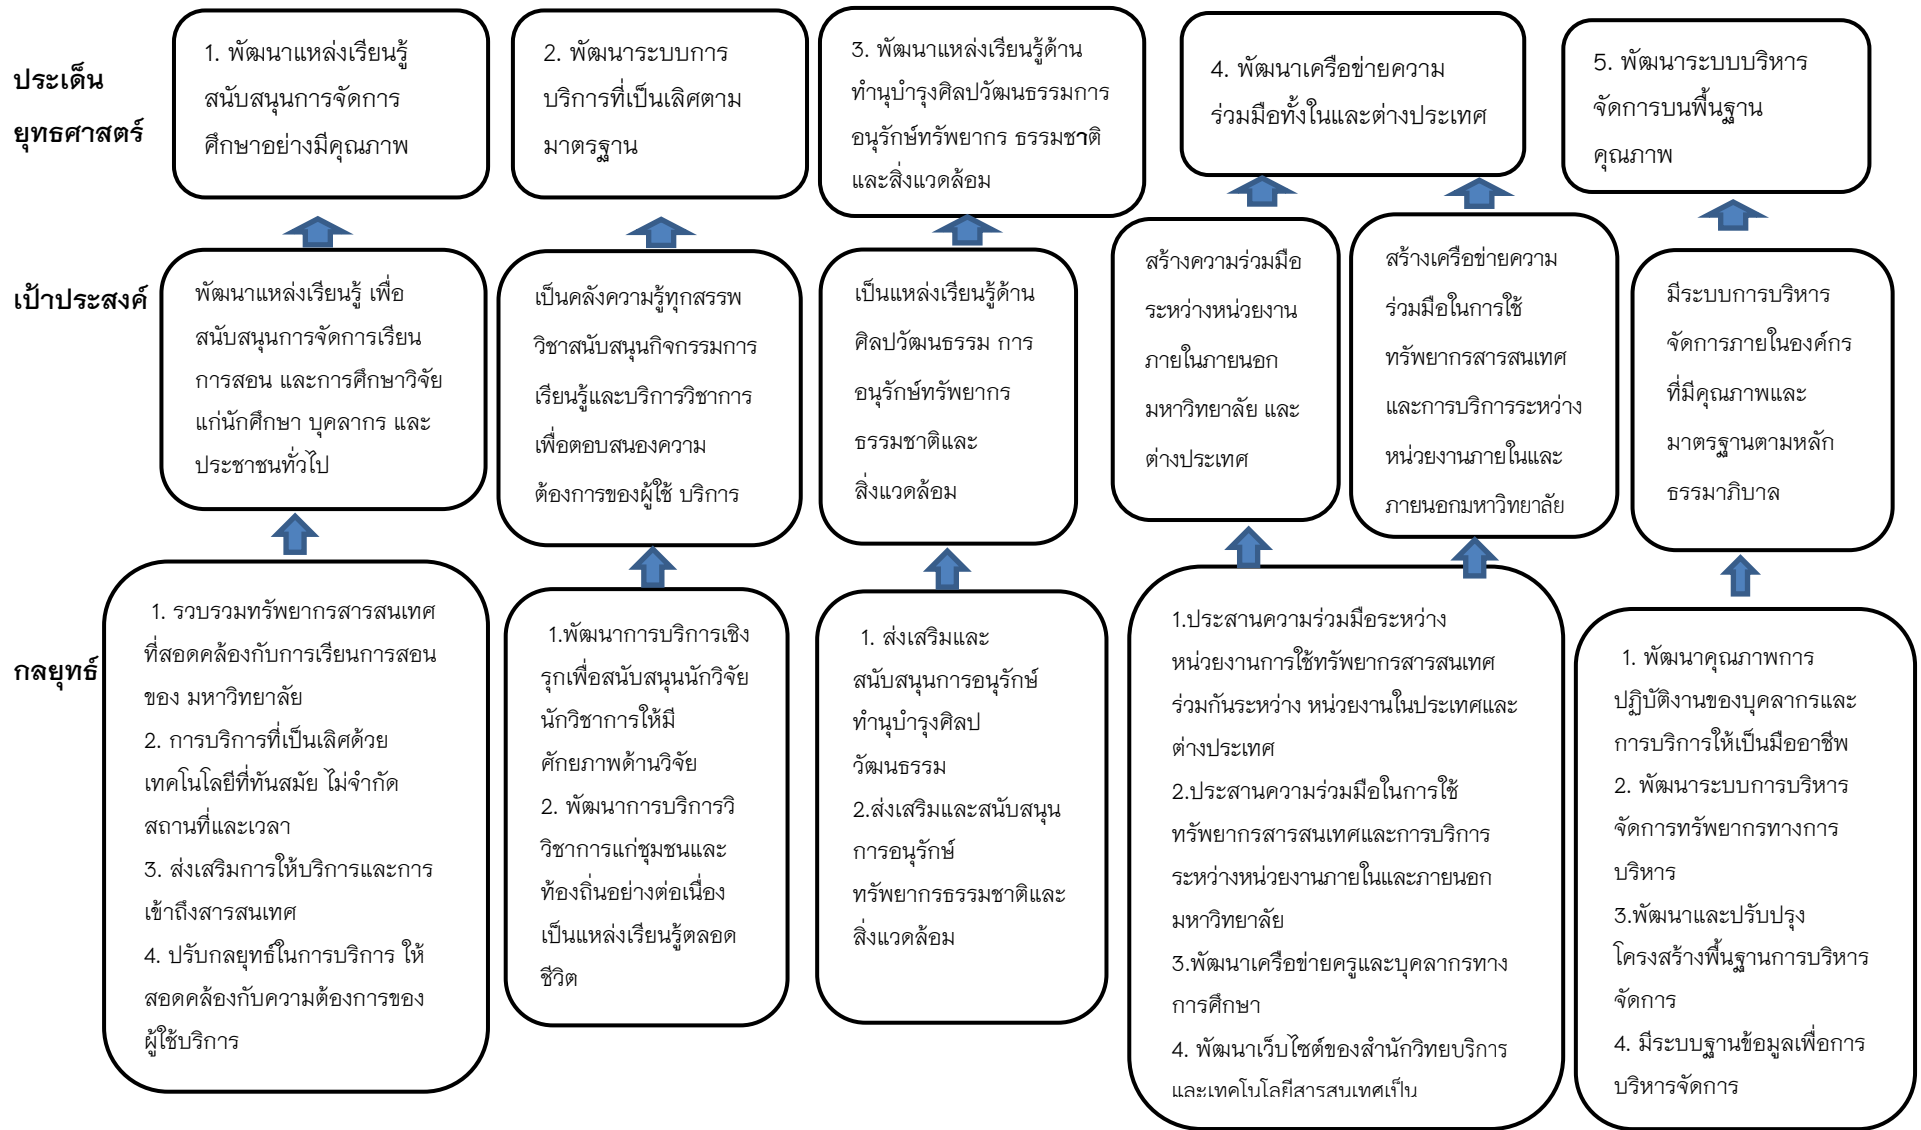 ประเด็น
ยุทธศาสตร์
1. พัฒนาแหล่งเรียนรู้
สนับสนุนการจัดการ
ศึกษาอย่างมีคุณภาพ
2. พัฒนาระบบการ
บริการที่เป็นเลิศตาม
มาตรฐาน
3. พัฒนาแหล่งเรียนรู้ด้าน
ทำนุบำรุงศิลปวัฒนธรรมการ
อนุรักษ์ทรัพยากร ธรรมชาติ
และสิ่งแวดล้อม
4. พัฒนาเครือข่ายความ
ร่วมมือทั้งในและต่างประเทศ
5. พัฒนาระบบบริหาร
จัดการบนพื้นฐาน
คุณภาพ
เป้าประสงค์
พัฒนาแหล่งเรียนรู้ เพื่อ
สนับสนุนการจัดการเรียน
การสอน และการศึกษาวิจัย
แก่นักศึกษา บุคลากร และ
ประชาชนทั่วไป
เป็นคลังความรู้ทุกสรรพ
วิชาสนับสนุนกิจกรรมการ
เรียนรู้และบริการวิชาการ
เพื่อตอบสนองความ
ต้องการของผู้ใช้ บริการ
เป็นแหล่งเรียนรู้ด้าน
ศิลปวัฒนธรรม การ
อนุรักษ์ทรัพยากร
ธรรมชาติและ
สิ่งแวดล้อม
สร้างความร่วมมือ
ระหว่างหน่วยงาน
ภายในภายนอก
มหาวิทยาลัย และ
ต่างประเทศ
สร้างเครือข่ายความ
ร่วมมือในการใช้
ทรัพยากรสารสนเทศ
และการบริการระหว่าง
หน่วยงานภายในและ
ภายนอกมหาวิทยาลัย
มีระบบการบริหาร
จัดการภายในองค์กร
ที่มีคุณภาพและ
มาตรฐานตามหลัก
ธรรมาภิบาล
กลยุทธ์
1. รวบรวมทรัพยากรสารสนเทศ
ที่สอดคล้องกับการเรียนการสอน
ของ มหาวิทยาลัย
2. การบริการที่เป็นเลิศด้วย
เทคโนโลยีที่ทันสมัย ไม่จำกัด
สถานที่และเวลา
3. ส่งเสริมการให้บริการและการ
เข้าถึงสารสนเทศ
4. ปรับกลยุทธ์ในการบริการ ให้
สอดคล้องกับความต้องการของ
ผู้ใช้บริการ
1.พัฒนาการบริการเชิง
รุกเพื่อสนับสนุนนักวิจัย
นักวิชาการให้มี
ศักยภาพด้านวิจัย
2. พัฒนาการบริการวิ
วิชาการแก่ชุมชนและ
ท้องถิ่นอย่างต่อเนื่อง
เป็นแหล่งเรียนรู้ตลอด
ชีวิต
1. ส่งเสริมและ
สนับสนุนการอนุรักษ์
ทำนุบำรุงศิลป
วัฒนธรรม
2.ส่งเสริมและสนับสนุน
การอนุรักษ์
ทรัพยากรธรรมชาติและ
สิ่งแวดล้อม
1.ประสานความร่วมมือระหว่าง
หน่วยงานการใช้ทรัพยากรสารสนเทศ
ร่วมกันระหว่าง หน่วยงานในประเทศและ
ต่างประเทศ
2.ประสานความร่วมมือในการใช้
ทรัพยากรสารสนเทศและการบริการ
ระหว่างหน่วยงานภายในและภายนอก
มหาวิทยาลัย
3.พัฒนาเครือข่ายครูและบุคลากรทาง
การศึกษา
4. พัฒนาเว็บไซต์ของสำนักวิทยบริการ
และเทคโนโลยีสารสนเทศเป็น
1. พัฒนาคุณภาพการ
ปฏิบัติงานของบุคลากรและ
การบริการให้เป็นมืออาชีพ
2. พัฒนาระบบการบริหาร
จัดการทรัพยากรทางการ
บริหาร
3.พัฒนาและปรับปรุง
โครงสร้างพื้นฐานการบริหาร
จัดการ
4. มีระบบฐานข้อมูลเพื่อการ
บริหารจัดการ